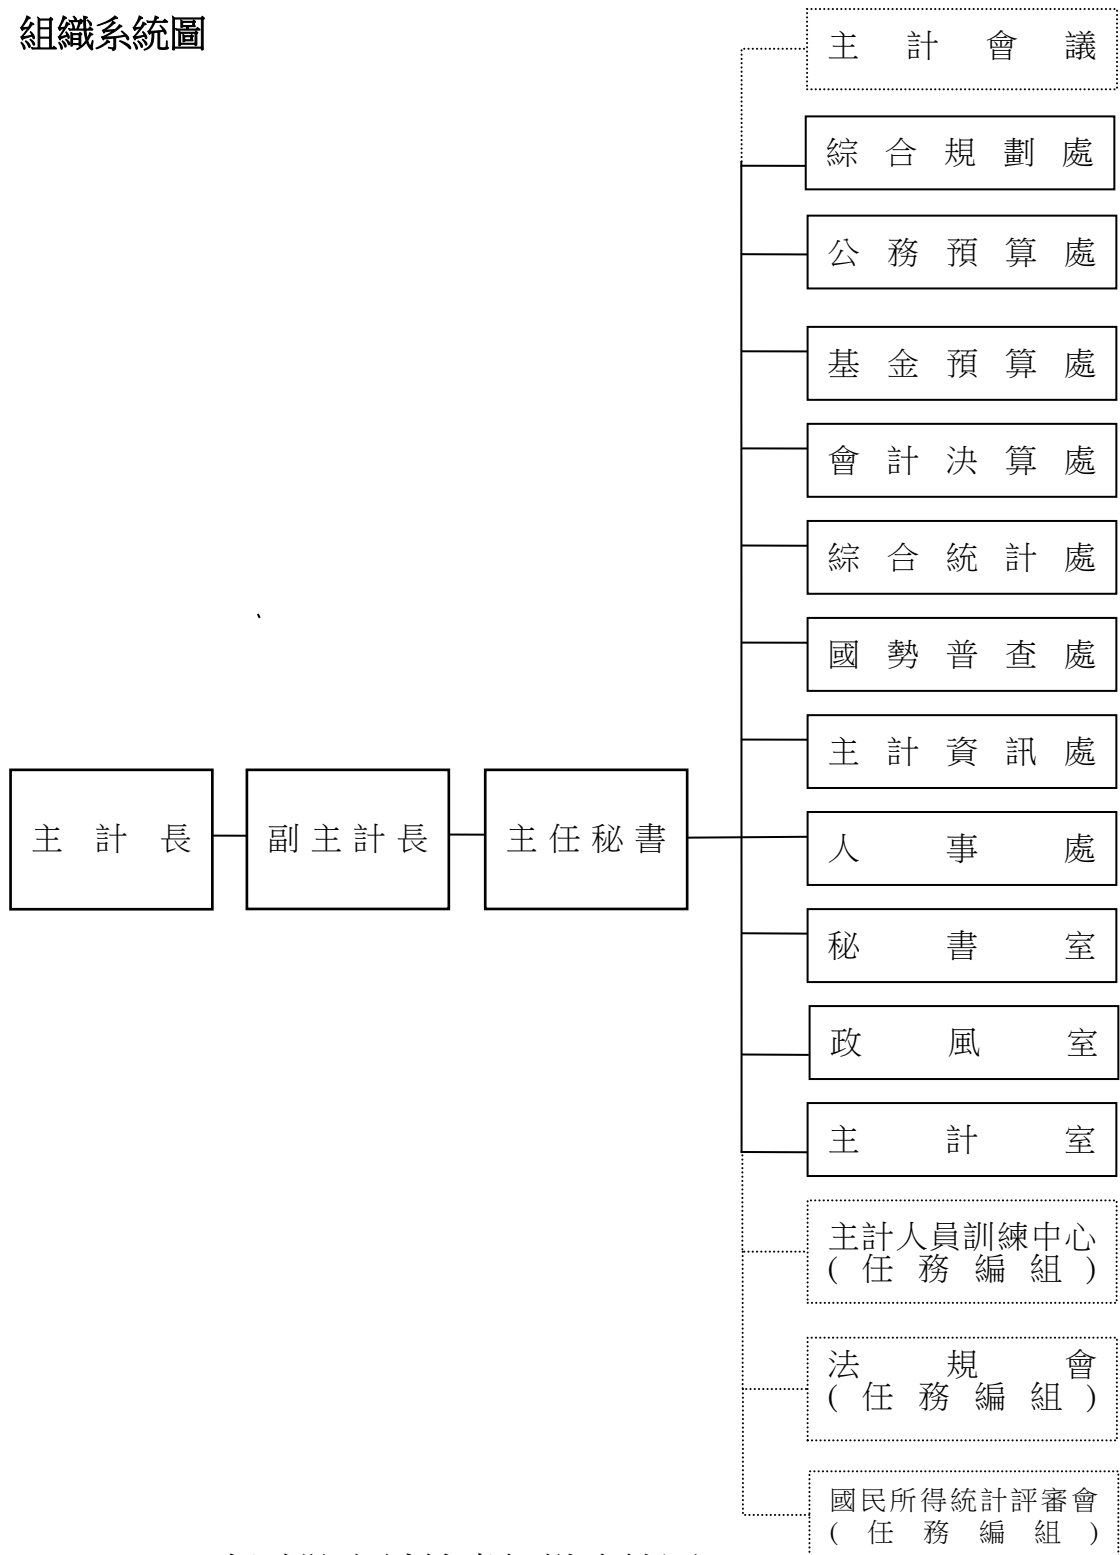 組織系統圖
主計會議
綜合規劃處
公務預算處
基金預算處
會計決算處
綜合統計處
國勢普查處
主計資訊處
主計長
副主計長
主任秘書
人事處
秘書室
政風室
主計室
主計人員訓練中心
(任務編組)
法規會
(任務編組)
國民所得統計評審會
(任務編組)